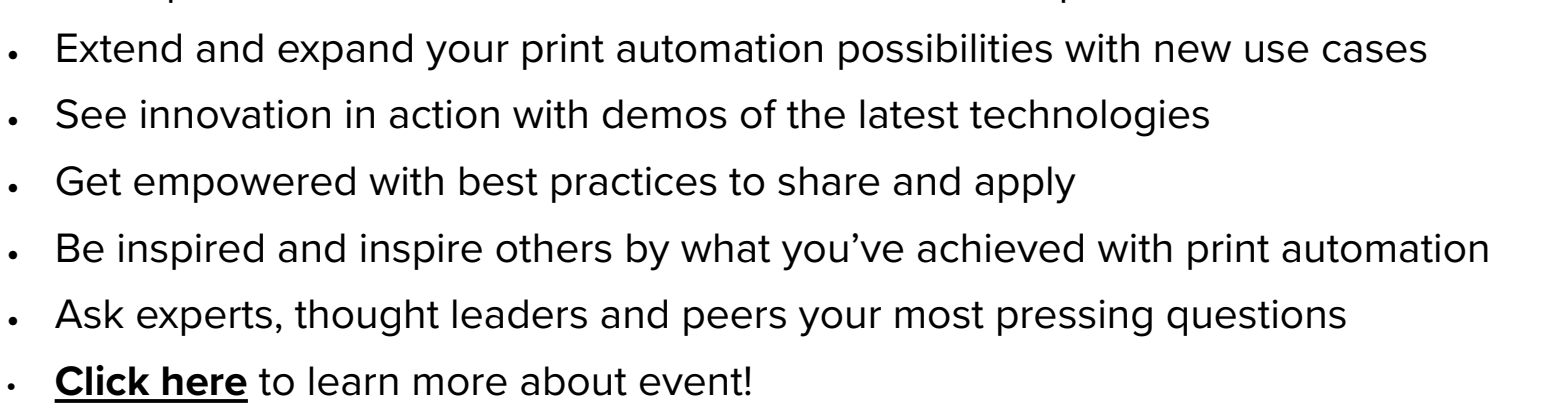 • Extend and expand your print automation possibilities with new use cases
• See innovation in action with demos of the latest technologies
• Get empowered with best practices to share and apply
• Be inspired and inspire others by what you’ve achieved with print automation
• Ask experts, thought leaders and peers your most pressing questions
• Click here to learn more about event!